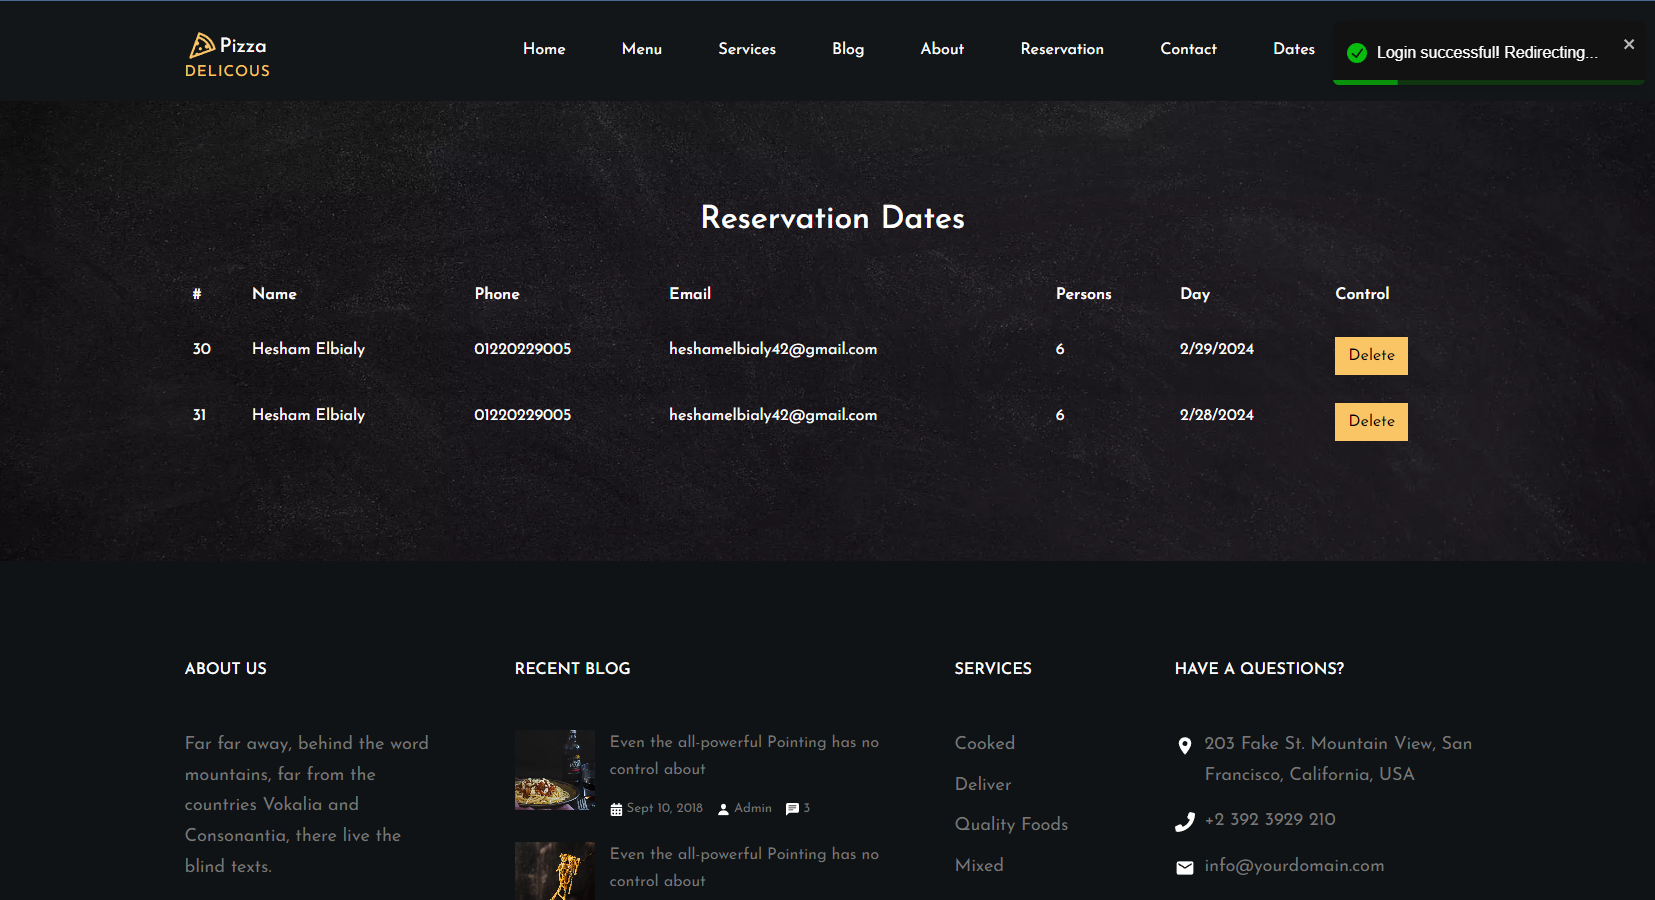 Pizza
DELICOUS
Home Menu Services Blog About Reservation Contact Dates
Login successful! Redirecting...
Reservation Dates
# Name Phone Email Persons Day Control
30 Hesham Elbialy 01220229005 heshamelbialy42@gmail.com 6 2/29/2024 Delete
31 Hesham Elbialy 01220229005 heshamelbialy42@gmail.com 6 2/28/2024 Delete
ABOUT US
Far far away, behind the word
mountains, far from the
countries Vokalia and
Consonantia, there live the
blind texts.
RECENT BLOG
Even the all-powerful Pointing has no
control about
Sept 10, 2018 Admin 3
Even the all-powerful Pointing has no
control about
SERVICES
Cooked
Deliver
Quality Foods
Mixed
HAVE A QUESTIONS?
203 Fake St. Mountain View, San
Francisco, California, USA
+2 392 3929 210
info@yourdomain.com